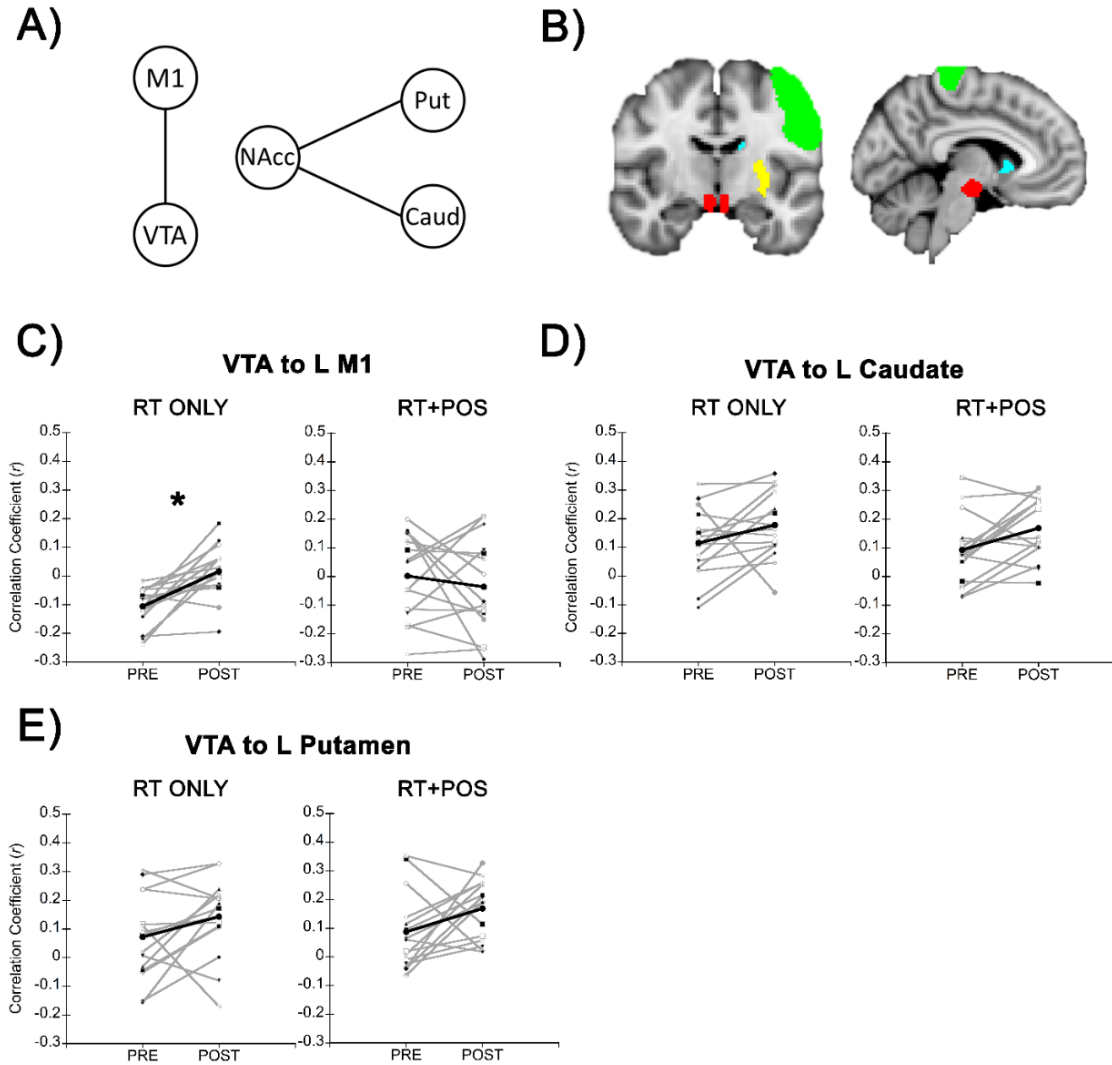 A)
M1
VTA
NAcc
Put
Caud
B)
C)
VTA to L M1
RT ONLY
RT+POS
Correlation Coefficient (r)
0.5
0.4
0.3
0.2
0.1
0
-0.1
-0.2
-0.3
*
PRE
POST
0.5
0.4
0.3
0.2
0.1
0
-0.1
-0.2
-0.3
PRE
POST
D)
VTA to L Caudate
RT ONLY
RT+POS
Correlation Coefficient (r)
0.5
0.4
0.3
0.2
0.1
0
-0.1
-0.2
-0.3
PRE
POST
0.5
0.4
0.3
0.2
0.1
0
-0.1
-0.2
-0.3
PRE
POST
E)
VTA to L Putamen
RT ONLY
RT+POS
Correlation Coefficient (r)
0.5
0.4
0.3
0.2
0.1
0
-0.1
-0.2
-0.3
PRE
POST
0.5
0.4
0.3
0.2
0.1
0
-0.1
-0.2
-0.3
PRE
POST